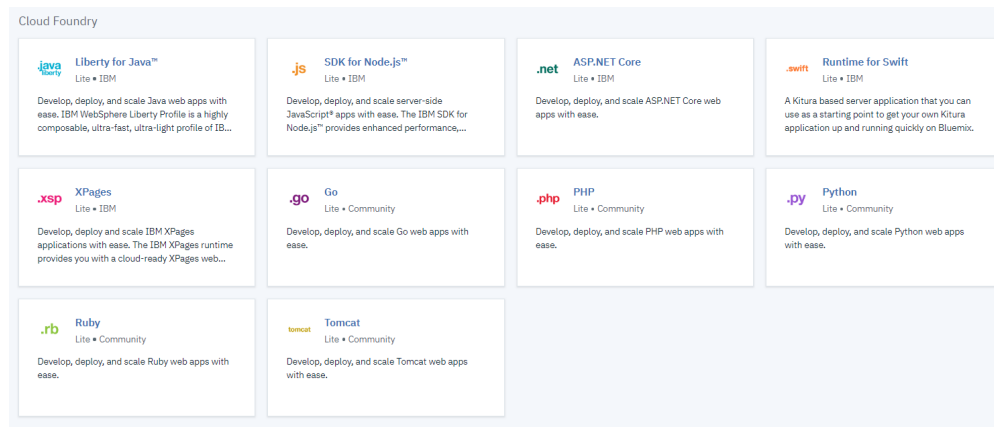 Cloud Foundry
.java
liberty
Liberty for Java™
Lite • IBM
Develop, deploy, and scale Java web apps with
ease. IBM WebSphere Liberty Profile is a highly
composable, ultra-fast, ultra-light profile of IB...
.js
SDK for Node.js™
Lite • IBM
Develop, deploy, and scale server-side
JavaScript® apps with ease. The IBM SDK for
Node.js™ provides enhanced performance,...
.net
ASP.NET Core
Lite • IBM
Develop, deploy, and scale ASP.NET Core web
apps with ease.
.swift
Runtime for Swift
Lite • IBM
A Kitura based server application that you can
use as a starting point to get your own Kitura
application up and running quickly on Bluemix.
.xsp
XPages
Lite • IBM
Develop, deploy and scale IBM XPages
applications with ease. The IBM XPages runtime
provides you with a cloud-ready XPages web...
.go
Go
Lite • Community
Develop, deploy, and scale Go web apps with
ease.
.php
PHP
Lite • Community
Develop, deploy, and scale PHP web apps with
ease.
.py
Python
Lite • Community
Develop, deploy, and scale Python web apps
with ease.
.rb
Ruby
Lite • Community
Develop, deploy, and scale Ruby web apps with
ease.
tomcat
Tomcat
Lite • Community
Develop, deploy, and scale Tomcat web apps
with ease.